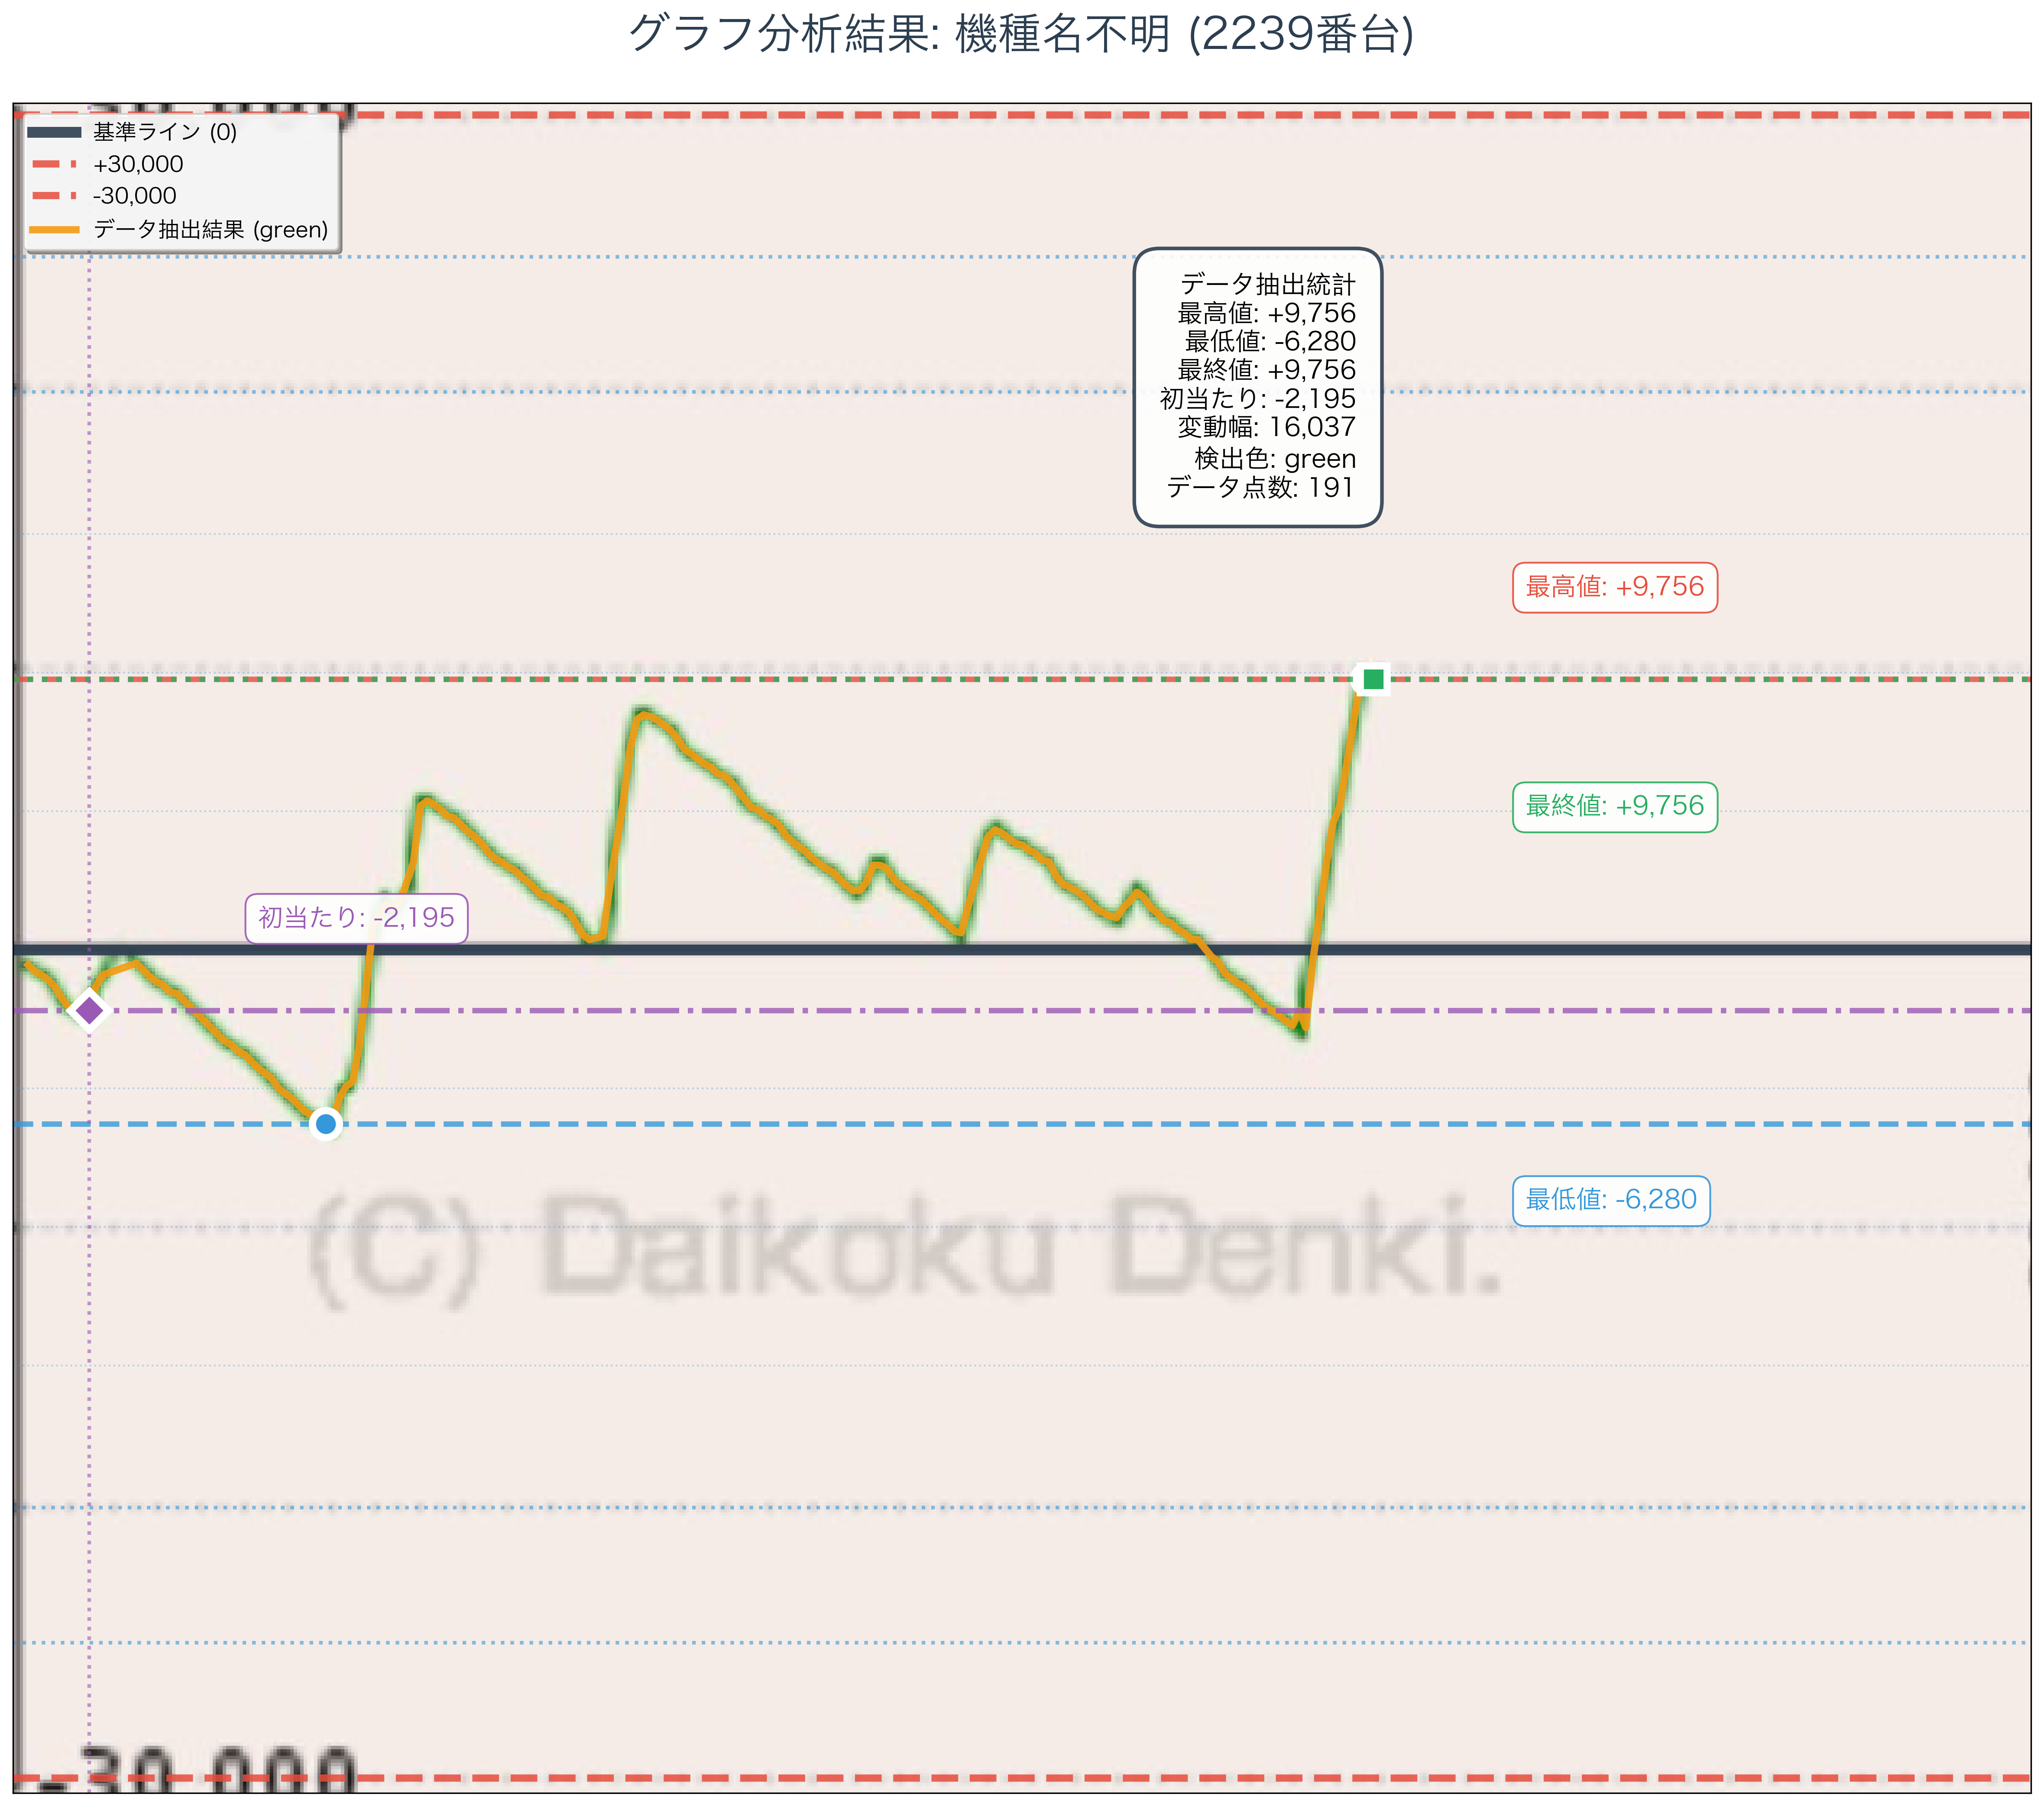 グラフ分析結果: 機種名不明 (2239番台)
基準ライン (0)
+30,000
-30,000
データ抽出結果 (green)
データ抽出統計
最高値: +9,756
最低値: -6,280
最終値: +9,756
初当たり: -2,195
変動幅: 16,037
検出色: green
データ点数: 191
最高値: +9,756
最終値: +9,756
初当たり: -2,195
最低値: -6,280
(C) Daikoku Denki.
-30,000